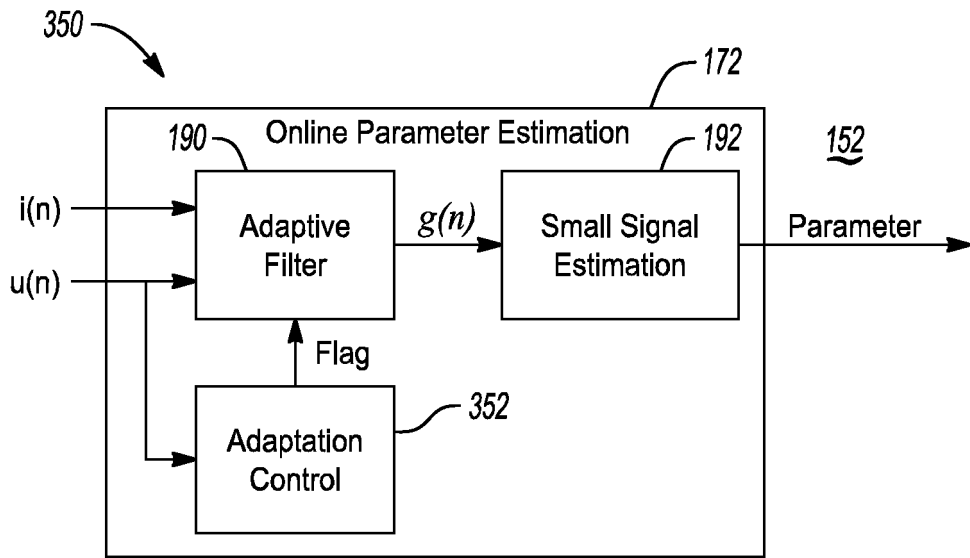 350
172
Online Parameter Estimation
190
192
152
i(n)
u(n)
Adaptive
Filter
g(n)
Small Signal
Estimation
Parameter
Flag
352
Adaptation
Control